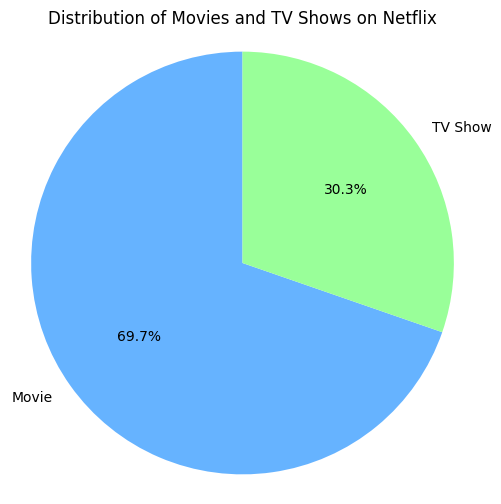 Distribution of Movies and TV Shows on Netflix
TV Show
30.3%
69.7%
Movie